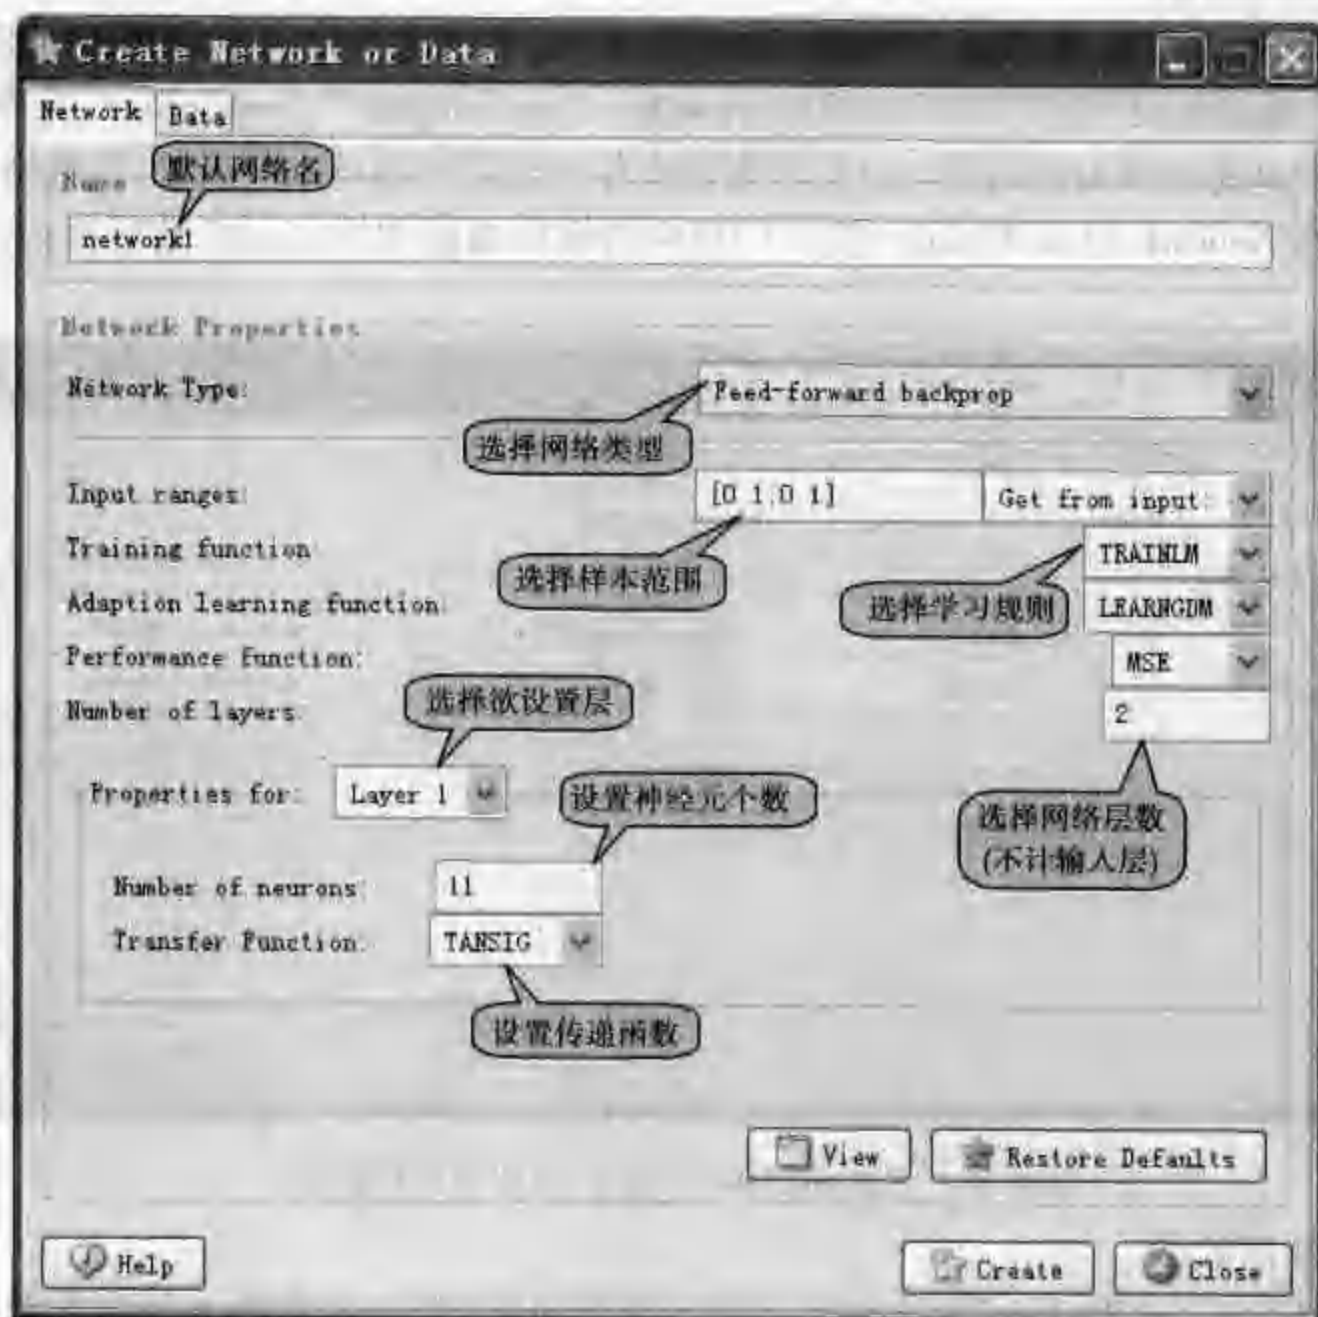 Create Network or Data
Network Data
默认网络名
Name
network1
Network Properties
Network Type:
Feed-forward backprop
选择网络类型
Input ranges:
[0 1;0 1]
Get from input:
Training function
TRAINLM
选择样本范围
选择学习规则
Adaption learning function:
LEARNGDM
Performance function:
MSE
选择欲设置层
Number of layers:
2
Properties for:
Layer 1
设置神经元个数
选择网络层数
(不计输入层)
Number of neurons:
11
Transfer Function:
TANSIG
设置传递函数
View
Restore Defaults
Help
Create
Close